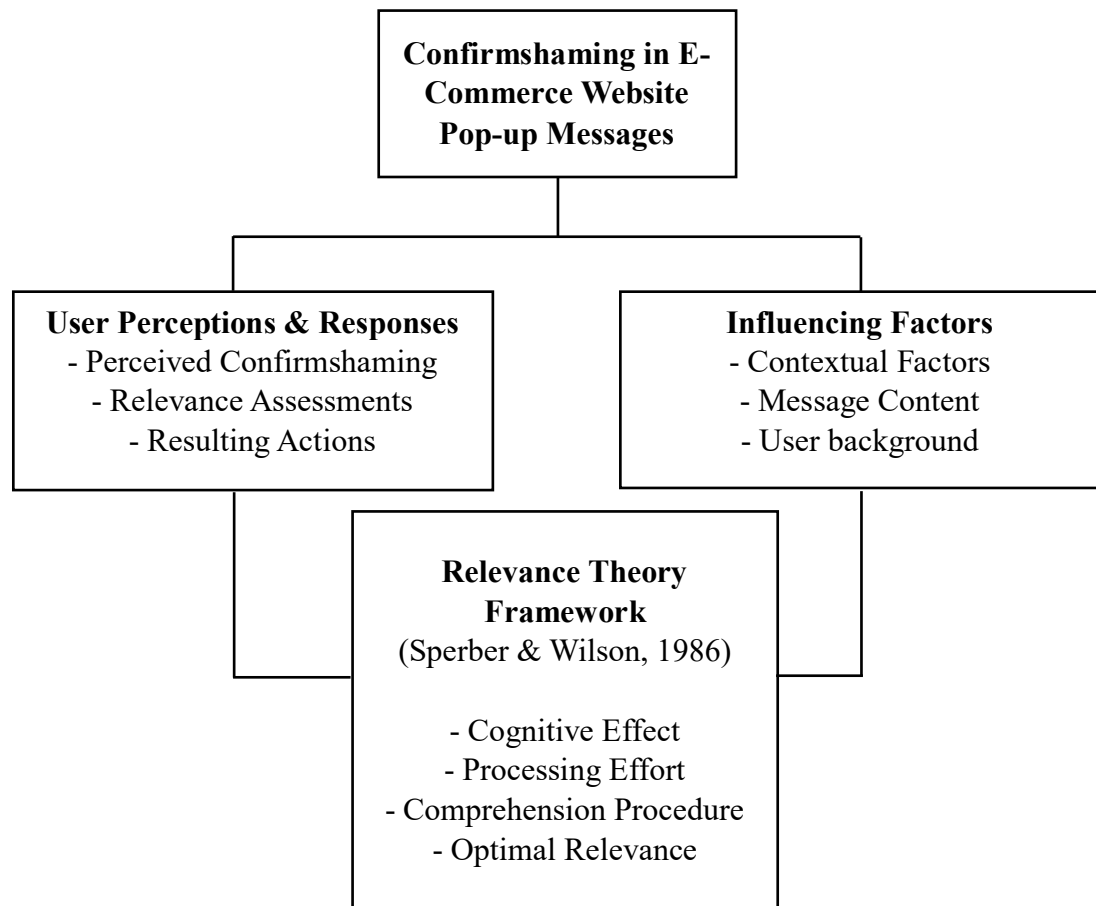 Confirmshaming in E-
Commerce Website
Pop-up Messages
User Perceptions & Responses
- Perceived Confirmshaming
- Relevance Assessments
- Resulting Actions
Influencing Factors
- Contextual Factors
- Message Content
- User background
Relevance Theory
Framework
(Sperber & Wilson, 1986)
- Cognitive Effect
- Processing Effort
- Comprehension Procedure
- Optimal Relevance